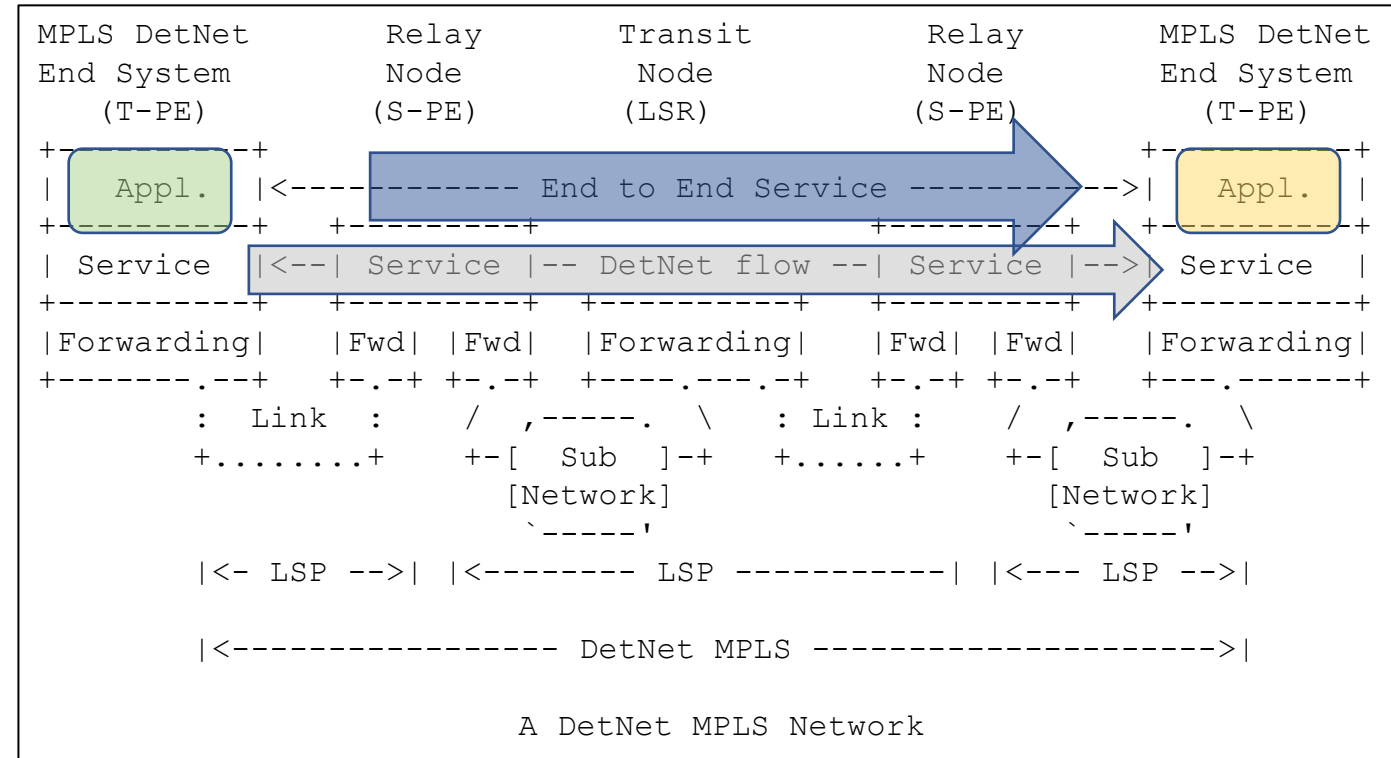 MPLS DetNet       Relay         Transit          Relay       MPLS DetNet
End System        Node           Node            Node        End System
(T-PE)         (S-PE)          (LSR)          (S-PE)         (T-PE)
+-----------+                                              +-----------+
|   Appl.   |<------------ End to End Service ----------->|   Appl.   |
+-----------+    +---------+                +---------+    +-----------+
| Service  |<--| Service |-- DetNet flow --| Service |-->| Service  |
+----------+   +---------+  +----------+    +---------+   +-----------+
|Forwarding|   |Fwd| |Fwd|  |Forwarding|   |Fwd| |Fwd|   |Forwarding|
+-------.--+   +-.-+ +-.-+  +----.---.-+   +-.-+ +-.-+   +---.------+
:  Link  :    /  ,-----.  \   : Link :    /  ,-----.  \
+........+    +-[  Sub  ]-+   +......+    +-[  Sub  ]-+
[Network]                     [Network]
`-----'                       `-----'
|<- LSP -->| |<-------- LSP -----------| |<--- LSP -->|
|<----------------- DetNet MPLS --------------------->|
A DetNet MPLS Network